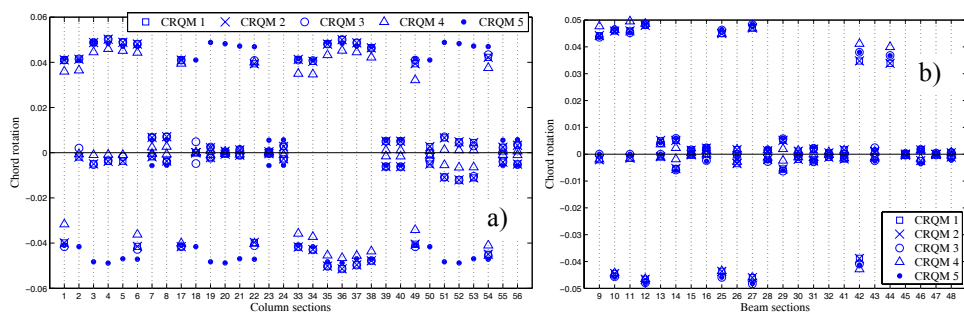 CRQM 1 CRQM 2 CRQM 3 CRQM 4 CRQM 5
0.06
0.04
0.02
0
−0.02
−0.04
−0.06
Chord rotation
1 2 3 4 5 6 7 8 17 18 19 20 21 22 23 24 33 34 35 36 37 38 39 40 49 50 51 52 53 54 55 56
Column sections
a)
0.05
0.04
0.03
0.02
0.01
0
−0.01
−0.02
−0.03
−0.04
−0.05
Chord rotation
9 10 11 12 13 14 15 16 25 26 27 28 29 30 31 32 31 41 42 43 44 45 46 47 48
Beam sections
b)
CRQM 1
CRQM 2
CRQM 3
CRQM 4
CRQM 5